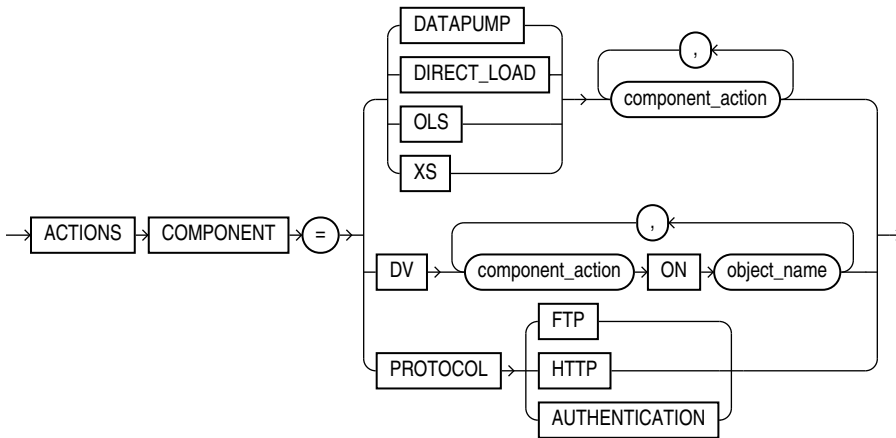 DATAPUMP
,
DIRECT_LOAD
component_action
OLS
XS
ACTIONS COMPONENT =
,
DV component_action ON object_name
FTP
PROTOCOL HTTP
AUTHENTICATION